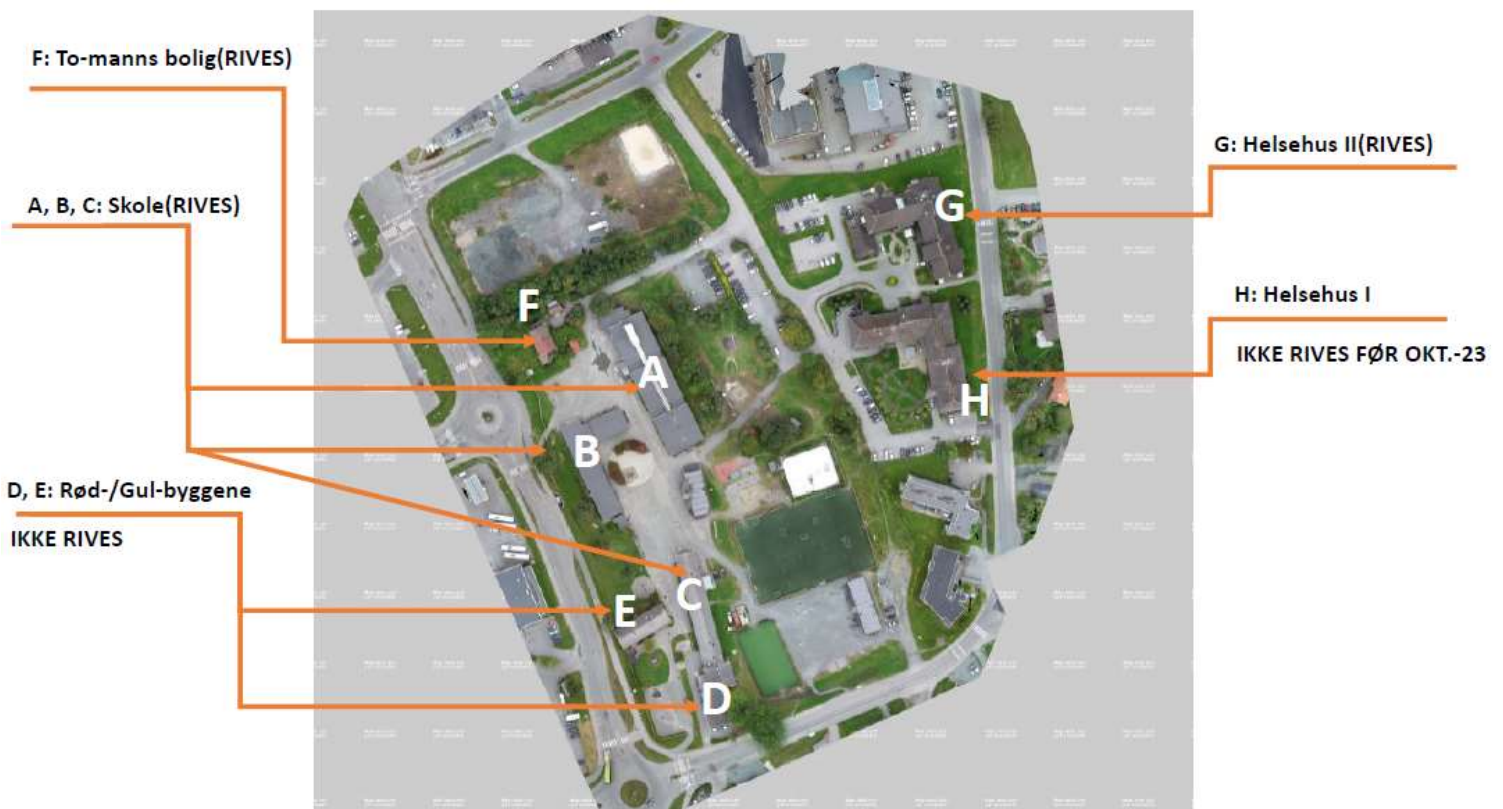 F: To-manns bolig(RIVES)
A, B, C: Skole(RIVES)
D, E: Rød-/Gul-byggene
IKKE RIVES
G: Helsehus II(RIVES)
H: Helsehus I
IKKE RIVES FØR OKT.-23
G
F
A
H
B
C
E
D